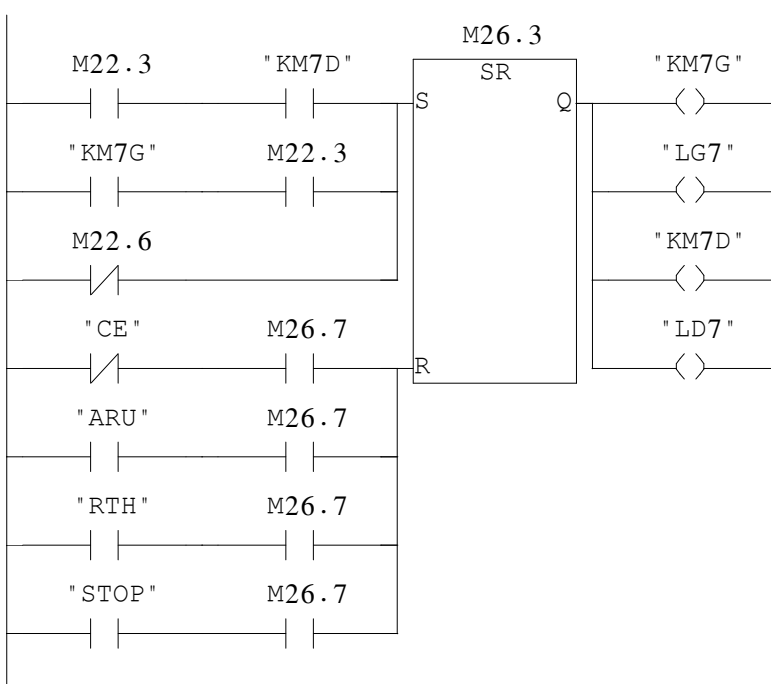 M26.3
M22.3 "KM7D" SR "KM7G"
S Q
"KM7G" M22.3 "LG7"
M22.6 "KM7D"
"CE" M26.7 "LD7"
R
"ARU" M26.7
"RTH" M26.7
"STOP" M26.7